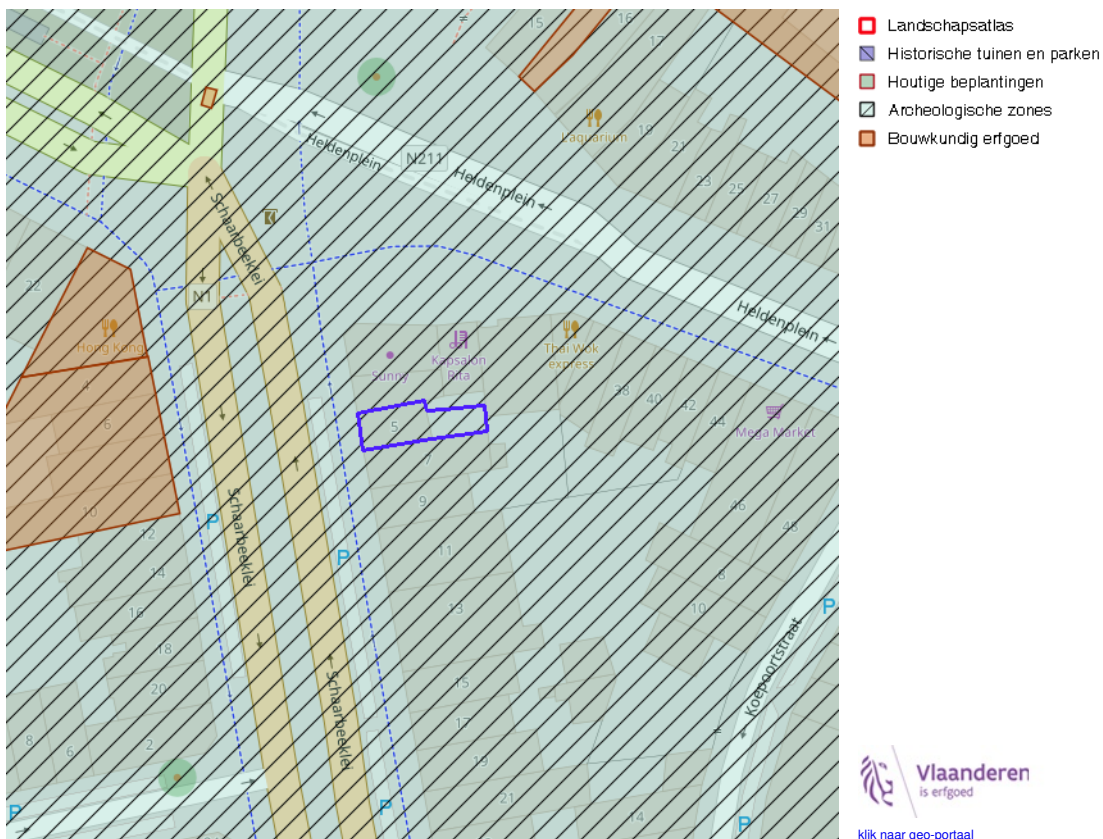 15
16
17
Laquarium
19
21
23
25
27
29
31
Heldenplein
N211
Heldenplein
Heldenplein
Schaarbeeklei
N1
22
Hong Kong
4
6
10
12
14
16
18
20
8
6
2
Sunny
Kapsalon
Rita
Thai Wok
express
38
40
42
44
Mega Market
46
48
5
7
9
11
13
15
17
19
21
8
10
14
P
P
P
P
P
P
Schaarbeeklei
Schaarbeeklei
Koepoortstraat
Landschapsatlas
Historische tuinen en parken
Houtige beplantingen
Archeologische zones
Bouwkundig erfgoed
Vlaanderen
is erfgoed
klik naar geo-portaal